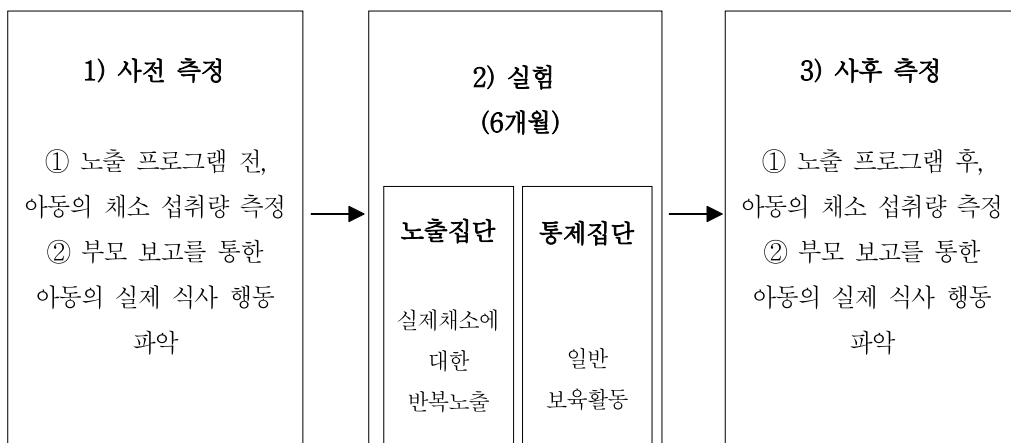 1) 사전 측정
① 노출 프로그램 전,
아동의 채소 섭취량 측정
② 부모 보고를 통한
아동의 실제 식사 행동
파악
2) 실험
(6개월)
노출집단
실제채소에
대한
반복노출
통제집단
일반
보육활동
3) 사후 측정
① 노출 프로그램 후,
아동의 채소 섭취량 측정
② 부모 보고를 통한
아동의 실제 식사 행동
파악